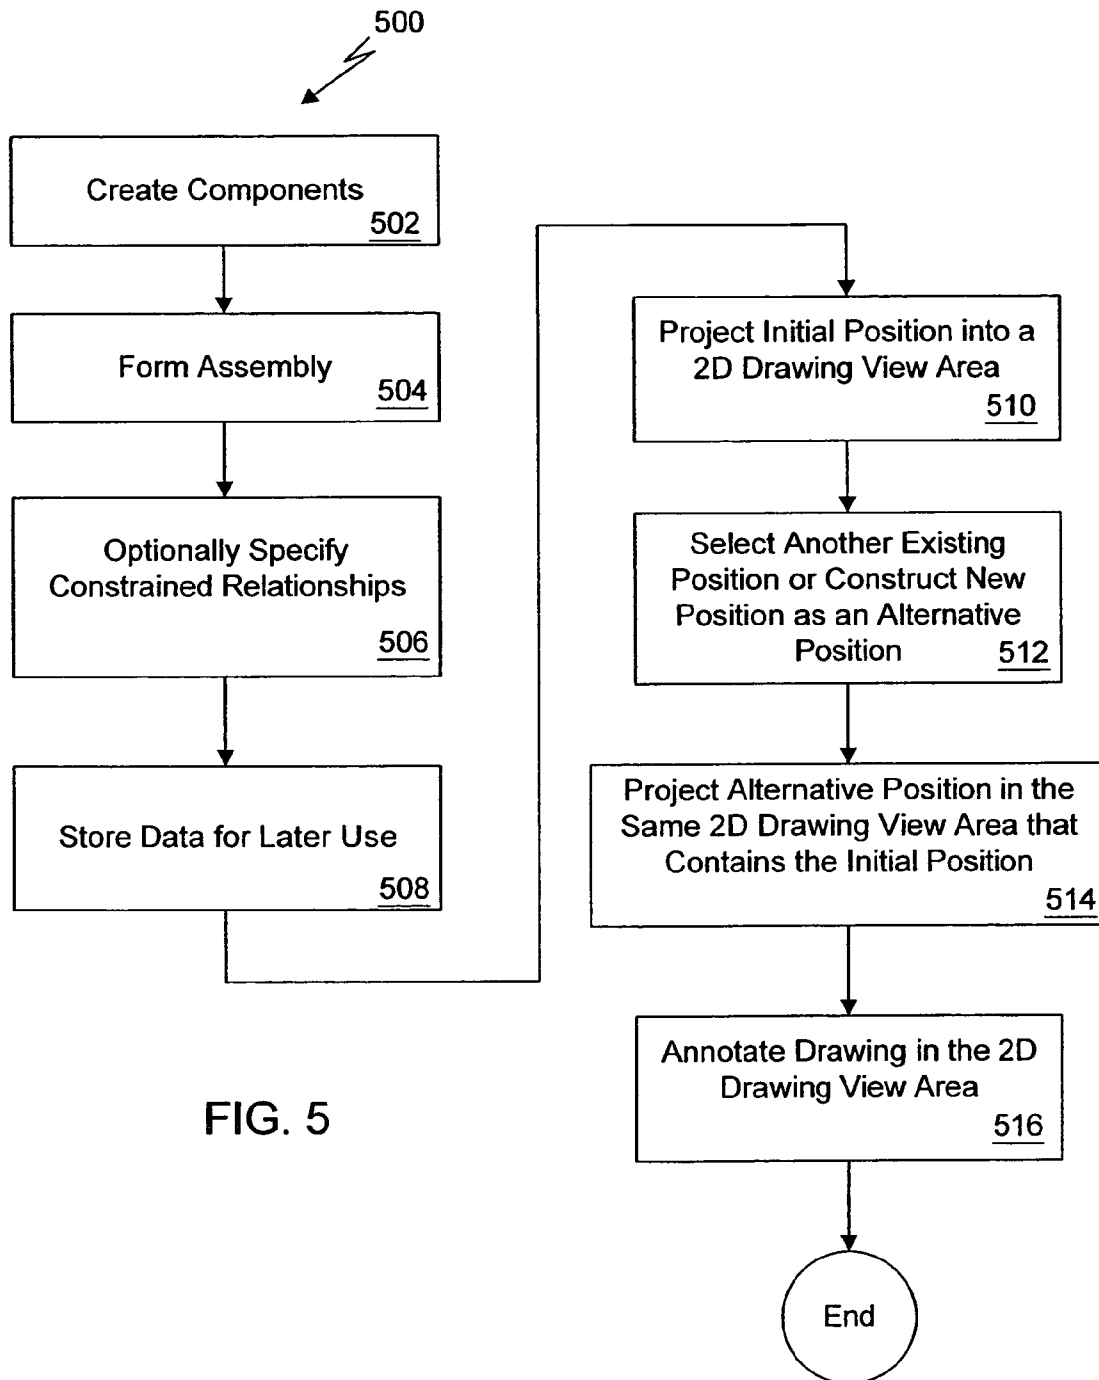 500
Create Components
502
Form Assembly
504
Optionally Specify
Constrained Relationships
506
Store Data for Later Use
508
Project Initial Position into a
2D Drawing View Area
510
Select Another Existing
Position or Construct New
Position as an Alternative
Position
512
Project Alternative Position in the
Same 2D Drawing View Area that
Contains the Initial Position
514
Annotate Drawing in the 2D
Drawing View Area
516
End
FIG. 5